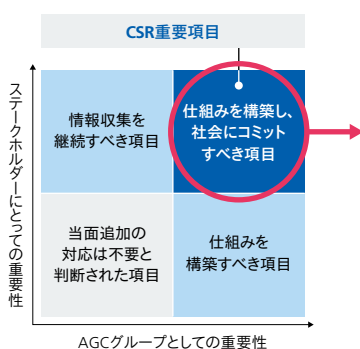 CSR重要項目
ステークホルダーにとっての重要性
情報収集を
継続すべき項目
仕組みを構築し、
社会にコミット
すべき項目
当面追加の
対応は不要と
判断された項目
仕組みを
構築すべき項目
AGCグループとしての重要性